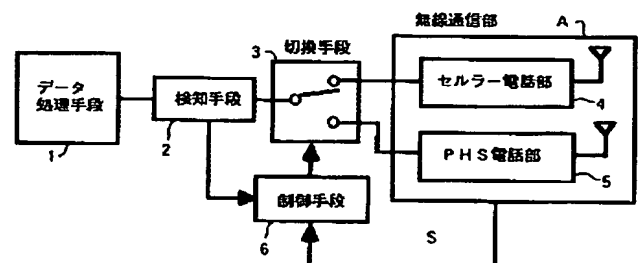 無線通信部
A
3
切換手段
データ
処理手段
1
検知手段
2
セルラー電話部
4
PHS電話部
5
制御手段
6
S